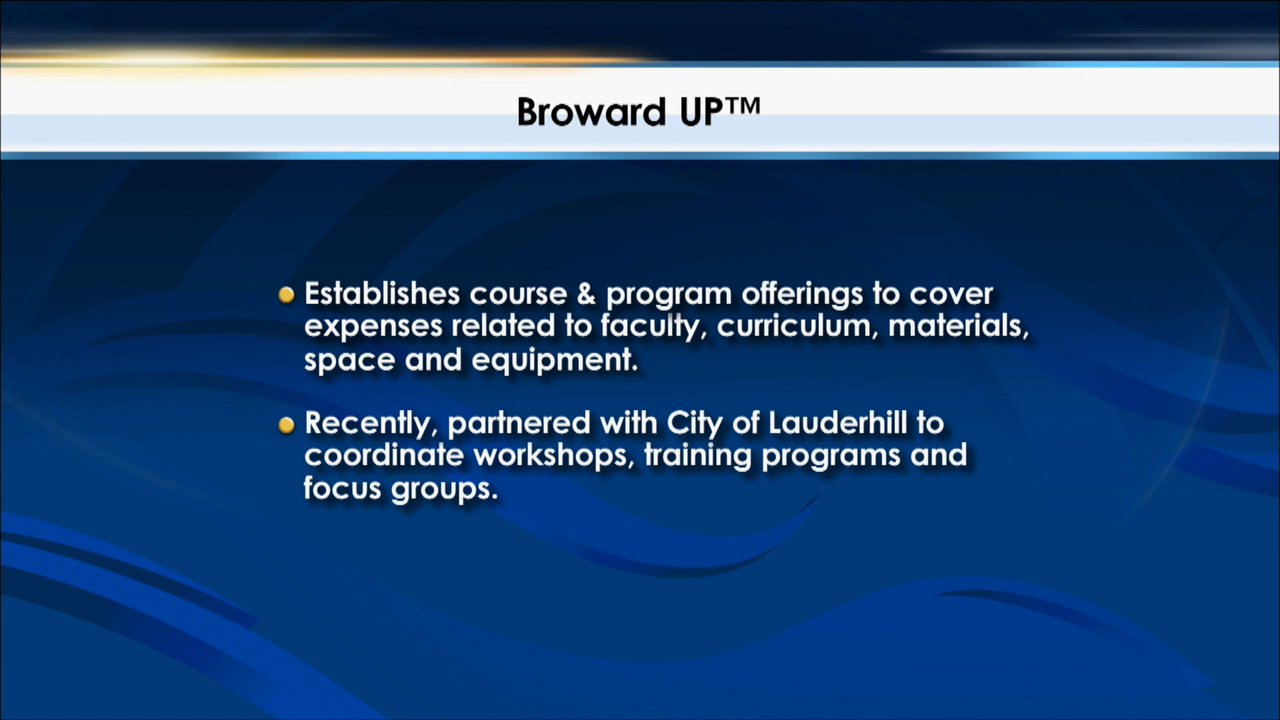 Broward UP™
Establishes course & program offerings to cover
expenses related to faculty, curriculum, materials,
space and equipment.
Recently, partnered with City of Lauderhill to
coordinate workshops, training programs and
focus groups.